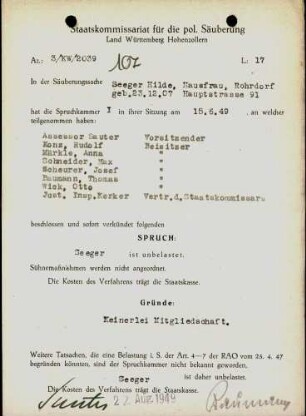 Staatskommissariat für die pol. Säuberung
Land Württemberg Hohenzollern
Az.: 3/KW/2039 107 L: 17
In der Säuberungssache Seeger Hilde, Hausfrau, Rohrdorf
geb.23.12.07 Hauptstrasse 91
hat die Spruchkammer I in ihrer Sitzung am 15.6.49 , an welcher
teilgenommen haben:
Assessor Sauter Vorsitzender
Kons, Rudolf Beisitzer
Märkle, Anna "
Schneider, Max "
Scheurer, Josef "
Baumann, Thomas "
Wick, Otto "
Jost, Insp.Kerker Vertr.d.Staatskommissars
beschlossen und sofort verkündet folgenden
SPRUCH:
Seeger ist unbelastet.
Sühnemaßnahmen werden nicht angeordnet.
Die Kosten des Verfahrens trägt die Staatskasse.
Gründe:
Keinerlei Mitgliedschaft.
Weitere Tatsachen, die eine Belastung i. S. der Art. 4–7 der RAO vom 25. 4. 47
begründen könnten, sind der Spruchkammer nicht bekannt geworden.
Seeger ist daher unbelastet.
Die Kosten des Verfahrens trägt die Staatskasse.
Sauter 22 AUG 1949 Baumann